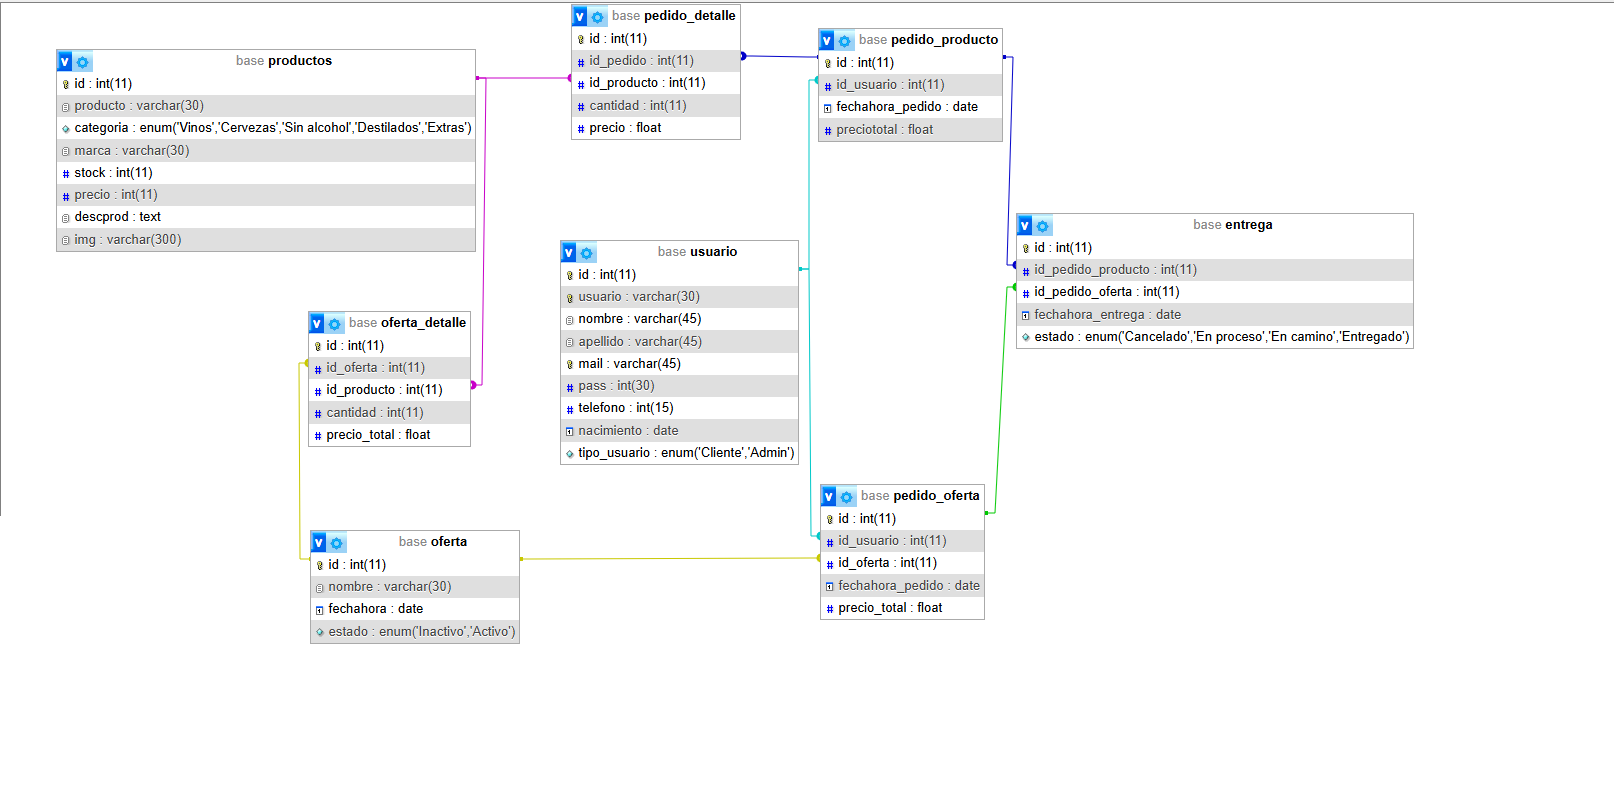 base productos
id : int(11)
producto : varchar(30)
categoria : enum('Vinos','Cervezas','Sin alcohol','Destilados','Extras')
marca : varchar(30)
stock : int(11)
precio : int(11)
descprod : text
img : varchar(300)
base pedido_detalle
id : int(11)
id_pedido : int(11)
id_producto : int(11)
cantidad : int(11)
precio : float
base pedido_producto
id : int(11)
id_usuario : int(11)
fechahora_pedido : date
preciototal : float
base usuario
id : int(11)
usuario : varchar(30)
nombre : varchar(45)
apellido : varchar(45)
mail : varchar(45)
pass : int(30)
telefono : int(15)
nacimiento : date
tipo_usuario : enum('Cliente','Admin')
base entrega
id : int(11)
id_pedido_producto : int(11)
id_pedido_oferta : int(11)
fechahora_entrega : date
estado : enum('Cancelado','En proceso','En camino','Entregado')
base oferta_detalle
id : int(11)
id_oferta : int(11)
id_producto : int(11)
cantidad : int(11)
precio_total : float
base oferta
id : int(11)
nombre : varchar(30)
fechahora : date
estado : enum('Inactivo','Activo')
base pedido_oferta
id : int(11)
id_usuario : int(11)
id_oferta : int(11)
fechahora_pedido : date
precio_total : float